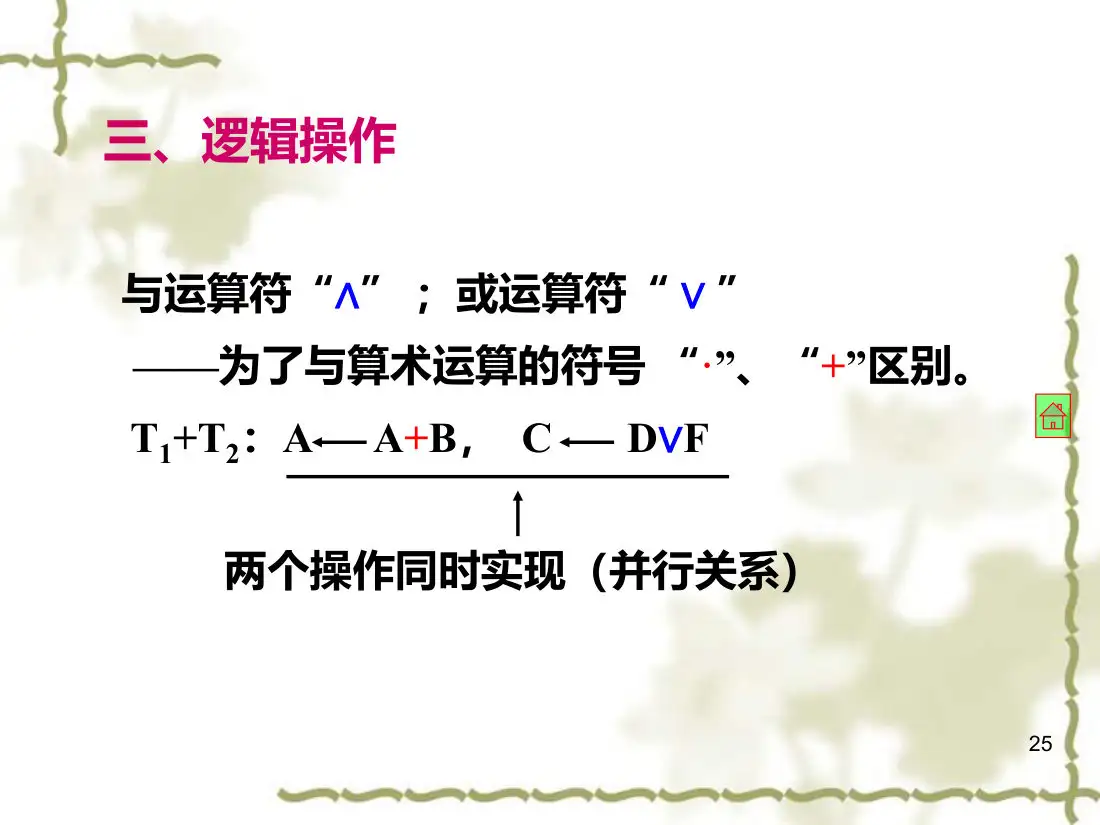 三、逻辑操作
与运算符“∧” ；或运算符“ ∨ ”
——为了与算术运算的符号 “·”、 “+”区别。
T₁+T₂：A← A+B， C ← D∨F
两个操作同时实现（并行关系）
25